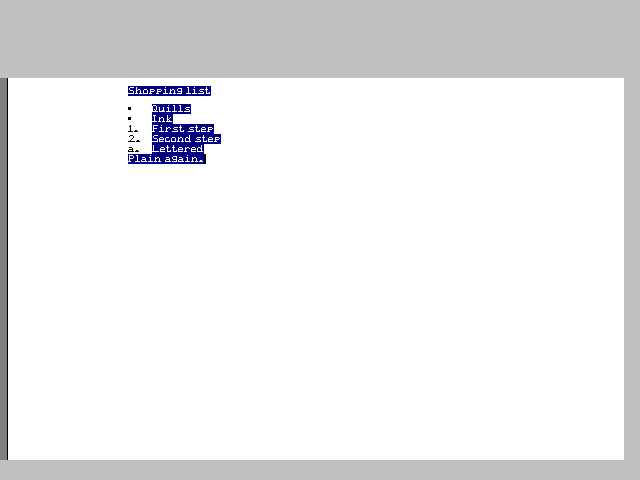 Shopping list
• Quills
• Ink
1. First step
2. Second step
a. Lettered
Plain again.